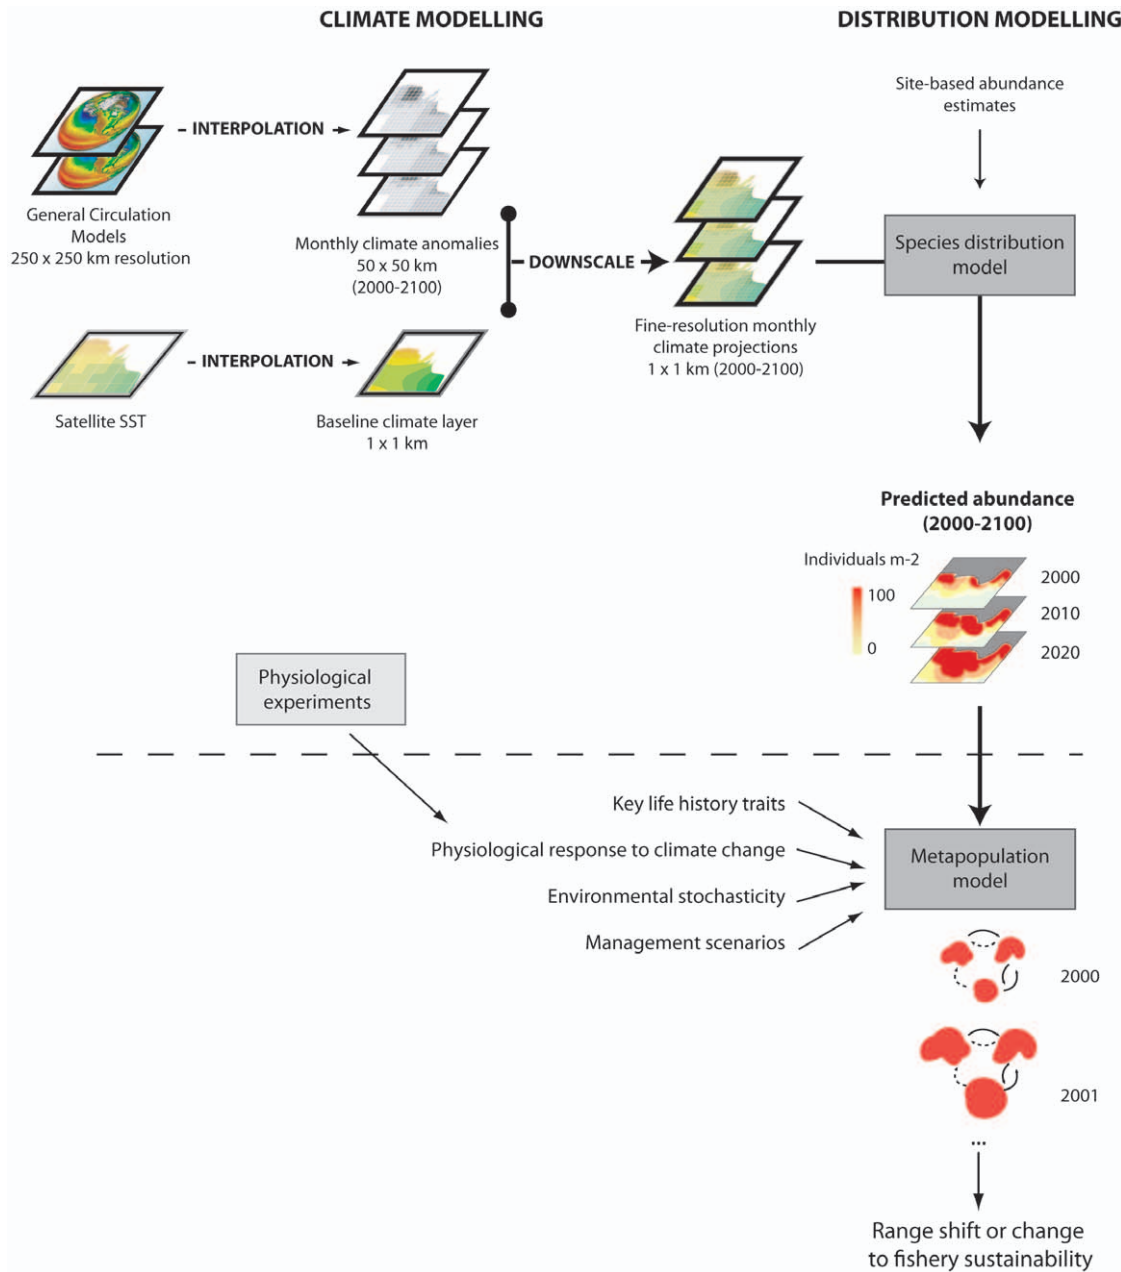 CLIMATE MODELLING
DISTRIBUTION MODELLING
Site-based abundance
estimates
– INTERPOLATION
General Circulation
Models
250 x 250 km resolution
Monthly climate anomalies
50 x 50 km
(2000-2100)
DOWNSCALE
Species distribution
model
Fine-resolution monthly
climate projections
1 x 1 km (2000-2100)
– INTERPOLATION
Satellite SST
Baseline climate layer
1 x 1 km
Predicted abundance
(2000-2100)
Individuals m-2
100
0
2000
2010
2020
Physiological
experiments
Key life history traits
Physiological response to climate change
Environmental stochasticity
Management scenarios
Metapopulation
model
2000
2001
...
Range shift or change
to fishery sustainability